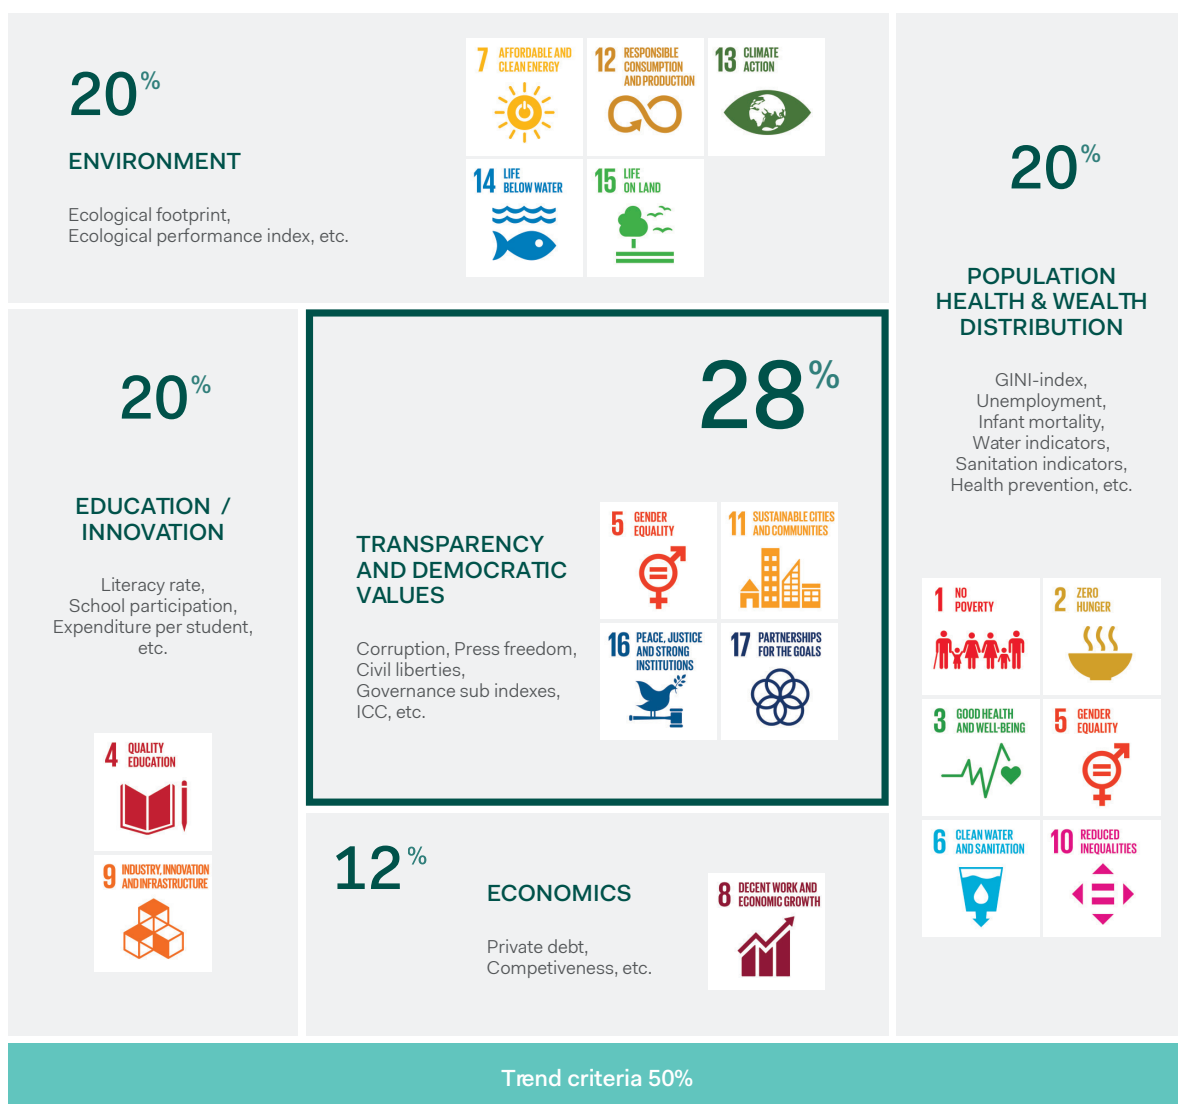 20%
ENVIRONMENT
Ecological footprint,
Ecological performance index, etc.
7 AFFORDABLE AND
CLEAN ENERGY
12 RESPONSIBLE
CONSUMPTION
AND PRODUCTION
13 CLIMATE
ACTION
14 LIFE
BELOW WATER
15 LIFE
ON LAND
20%
POPULATION
HEALTH & WEALTH
DISTRIBUTION
GINI-index,
Unemployment,
Infant mortality,
Water indicators,
Sanitation indicators,
Health prevention, etc.
1 NO
POVERTY
2 ZERO
HUNGER
3 GOOD HEALTH
AND WELL-BEING
5 GENDER
EQUALITY
6 CLEAN WATER
AND SANITATION
10 REDUCED
INEQUALITIES
20%
EDUCATION /
INNOVATION
Literacy rate,
School participation,
Expenditure per student,
etc.
4 QUALITY
EDUCATION
9 INDUSTRY, INNOVATION
AND INFRASTRUCTURE
28%
TRANSPARENCY
AND DEMOCRATIC
VALUES
Corruption, Press freedom,
Civil liberties,
Governance sub indexes,
ICC, etc.
5 GENDER
EQUALITY
11 SUSTAINABLE CITIES
AND COMMUNITIES
16 PEACE, JUSTICE
AND STRONG
INSTITUTIONS
17 PARTNERSHIPS
FOR THE GOALS
12%
ECONOMICS
Private debt,
Competiveness, etc.
8 DECENT WORK AND
ECONOMIC GROWTH
Trend criteria 50%